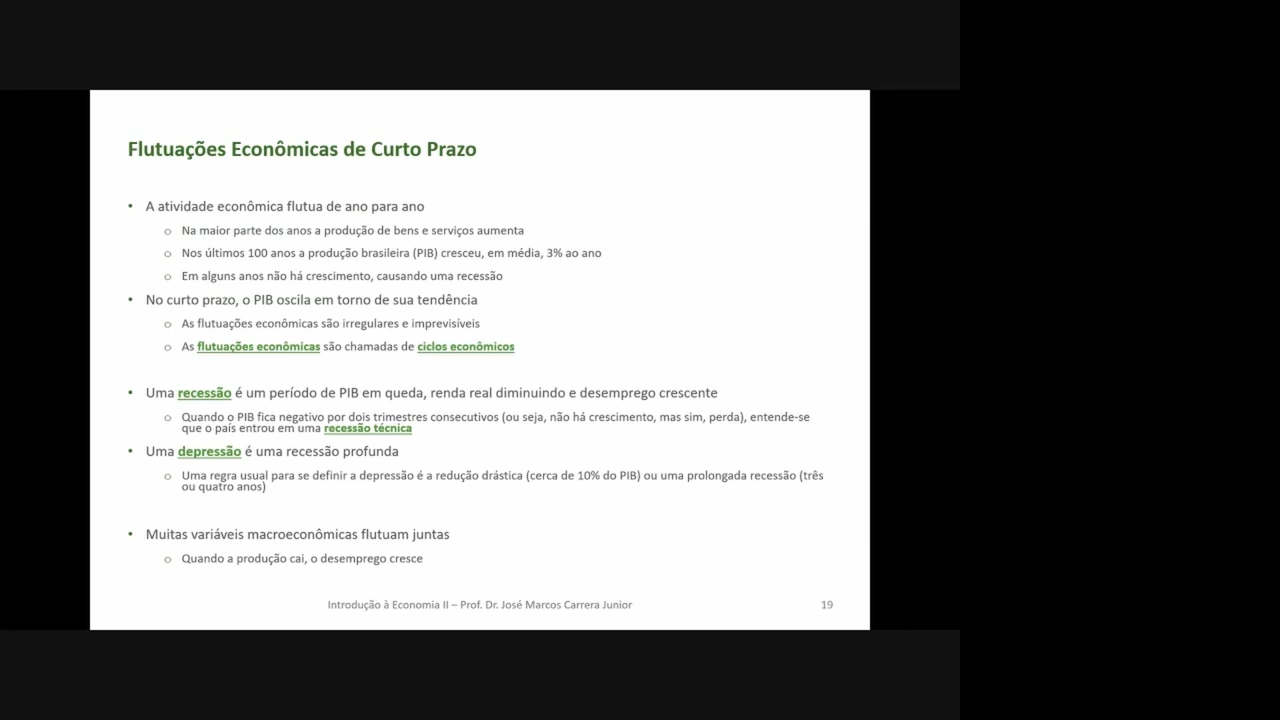 Flutuações Econômicas de Curto Prazo
• A atividade econômica flutua de ano para ano
o Na maior parte dos anos a produção de bens e serviços aumenta
o Nos últimos 100 anos a produção brasileira (PIB) cresceu, em média, 3% ao ano
o Em alguns anos não há crescimento, causando uma recessão
• No curto prazo, o PIB oscila em torno de sua tendência
o As flutuações econômicas são irregulares e imprevisíveis
o As flutuações econômicas são chamadas de ciclos econômicos
• Uma recessão é um período de PIB em queda, renda real diminuindo e desemprego crescente
o Quando o PIB fica negativo por dois trimestres consecutivos (ou seja, não há crescimento, mas sim, perda), entende-se
que o país entrou em uma recessão técnica
• Uma depressão é uma recessão profunda
o Uma regra usual para se definir a depressão é a redução drástica (cerca de 10% do PIB) ou uma prolongada recessão (três
ou quatro anos)
• Muitas variáveis macroeconômicas flutuam juntas
o Quando a produção cai, o desemprego cresce
Introdução à Economia II – Prof. Dr. José Marcos Carrera Junior
19